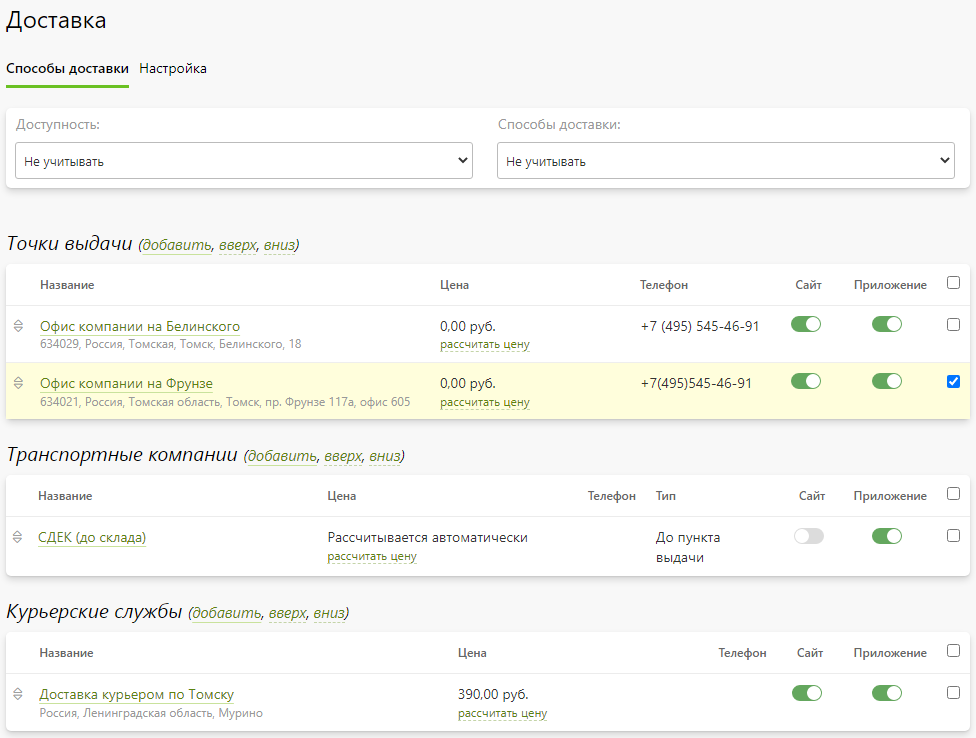 Доставка
Способы доставки Настройка
Доступность: Способы доставки:
Не учитывать Не учитывать
Точки выдачи (добавить, вверх, вниз)
Название Цена Телефон Сайт Приложение
Офис компании на Белинского 0,00 руб. +7 (495) 545-46-91
634029, Россия, Томская, Томск, Белинского, 18 рассчитать цену
Офис компании на Фрунзе 0,00 руб. +7(495)545-46-91
634021, Россия, Томская область, Томск, пр. Фрунзе 117а, офис 605 рассчитать цену
Транспортные компании (добавить, вверх, вниз)
Название Цена Телефон Тип Сайт Приложение
СДЕК (до склада) Рассчитывается автоматически До пункта
рассчитать цену выдачи
Курьерские службы (добавить, вверх, вниз)
Название Цена Телефон Сайт Приложение
Доставка курьером по Томску 390,00 руб.
Россия, Ленинградская область, Мурино рассчитать цену